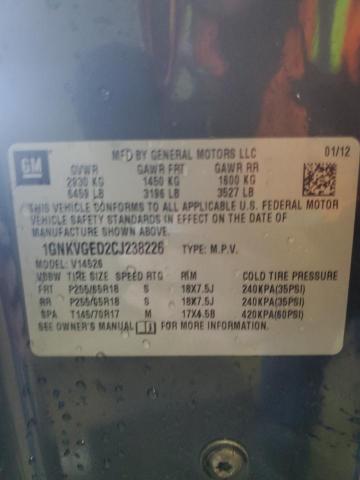 GM
MFD BY GENERAL MOTORS LLC 01/12
GVWR GAWR FRT GAWR RR
2930 KG 1450 KG 1600 KG
6459 LB 3196 LB 3527 LB
THIS VEHICLE CONFORMS TO ALL APPLICABLE U.S. FEDERAL MOTOR
VEHICLE SAFETY STANDARDS IN EFFECT ON THE DATE OF
MANUFACTURE SHOWN ABOVE.
1GNKVGED2CJ238226 TYPE: M.P.V.
MODEL: V14526
TIRE SIZE SPEED RTG RIM COLD TIRE PRESSURE
FRT P255/65R18 S 18X7.5J 240KPA(35PSI)
RR P255/65R18 S 18X7.5J 240KPA(35PSI)
SPA T145/70R17 M 17X4.5B 420KPA(60PSI)
SEE OWNER'S MANUAL FOR MORE INFORMATION.